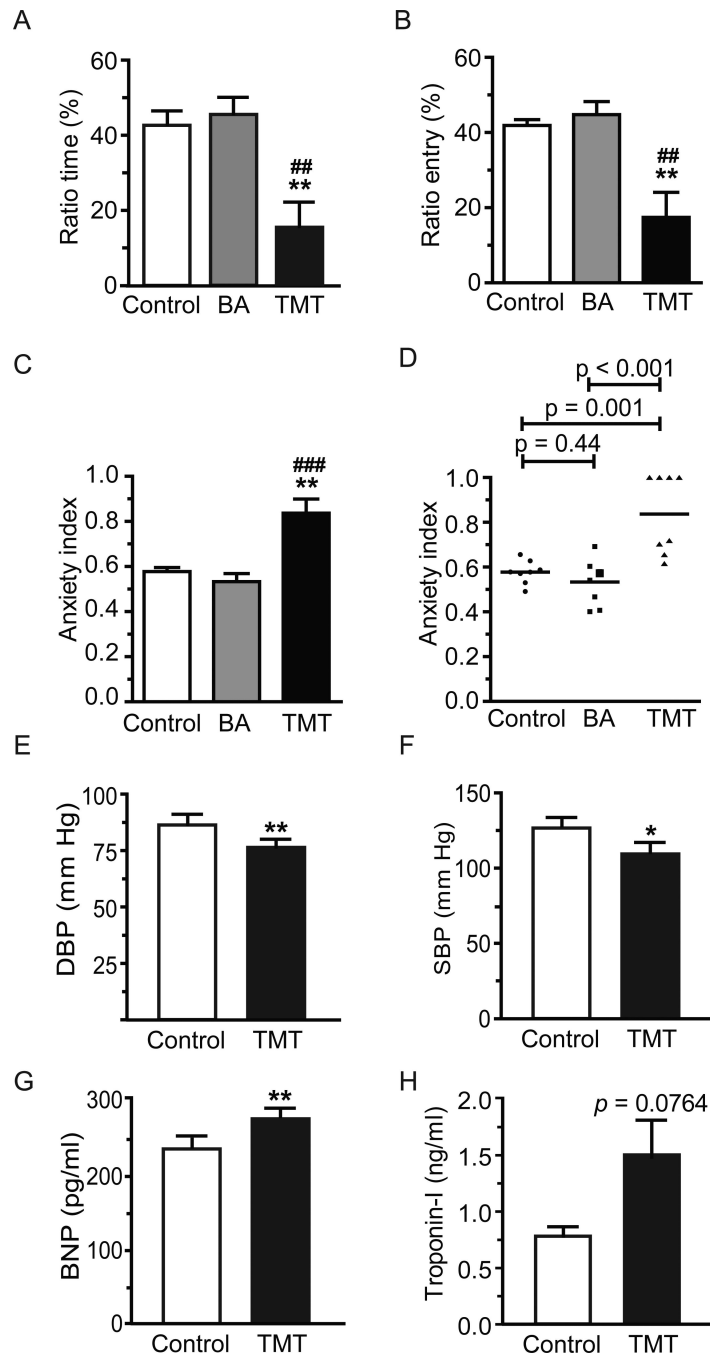 A
Ratio time (%)
60
40
20
0
##
**
Control BA TMT
B
Ratio entry (%)
60
40
20
0
##
**
Control BA TMT
C
Anxiety index
1.0
0.8
0.6
0.4
0.2
0.0
###
**
Control BA TMT
D
p < 0.001
p = 0.001
p = 0.44
Anxiety index
1.0
0.8
0.6
0.4
0.2
0.0
Control BA TMT
E
DBP (mm Hg)
100
75
50
25
**
Control TMT
F
SBP (mm Hg)
150
100
50
0
*
Control TMT
G
BNP (pg/ml)
300
200
100
0
**
Control TMT
H
Troponin-I (ng/ml)
2.0
1.5
1.0
0.5
0.0
p = 0.0764
Control TMT